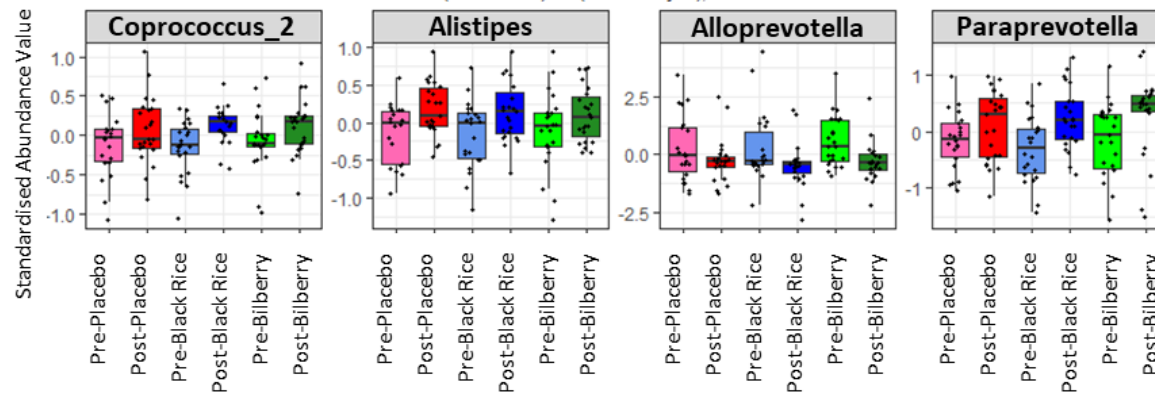 Coprococcus_2
Alistipes
Alloprevotella
Paraprevotella
Standardised Abundance Value
1.0
0.5
0.0
-0.5
-1.0
1.0
0.5
0.0
-0.5
-1.0
2.5
0.0
-2.5
1
0
-1
Pre-Placebo
Post-Placebo
Pre-Black Rice
Post-Black Rice
Pre-Bilberry
Post-Bilberry
Pre-Placebo
Post-Placebo
Pre-Black Rice
Post-Black Rice
Pre-Bilberry
Post-Bilberry
Pre-Placebo
Post-Placebo
Pre-Black Rice
Post-Black Rice
Pre-Bilberry
Post-Bilberry
Pre-Placebo
Post-Placebo
Pre-Black Rice
Post-Black Rice
Pre-Bilberry
Post-Bilberry